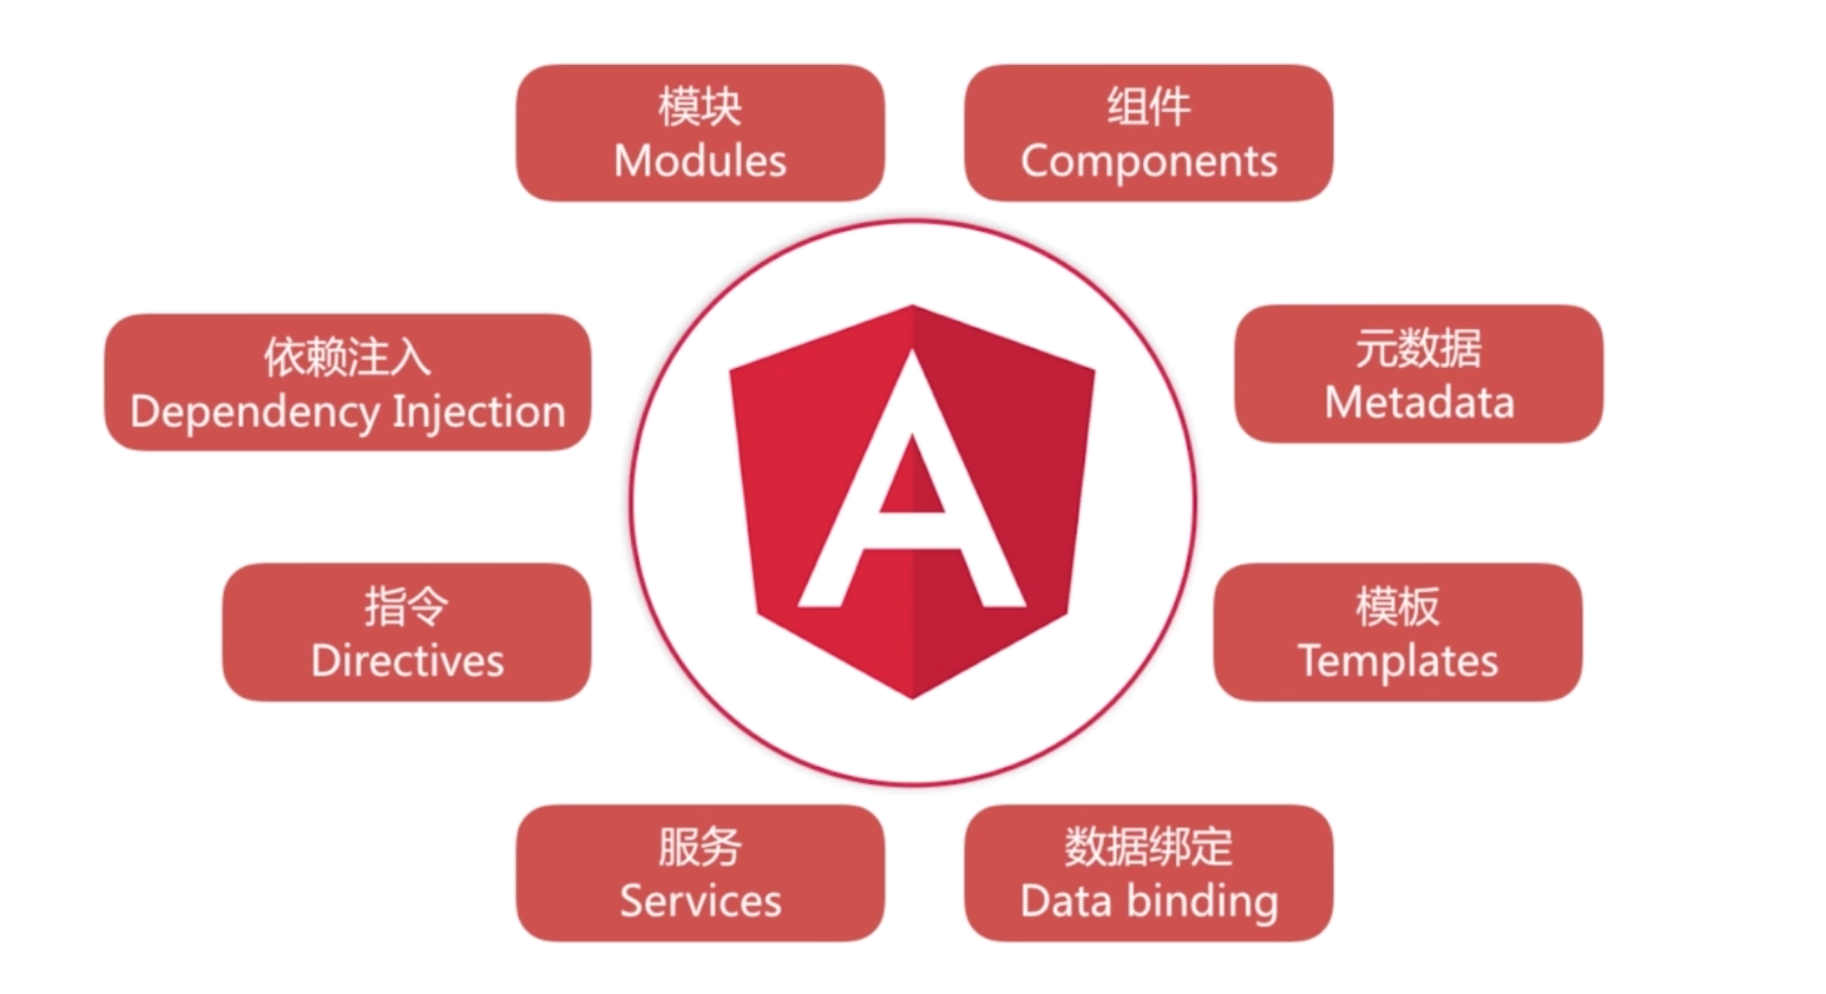 模块
Modules
组件
Components
依赖注入
Dependency Injection
元数据
Metadata
指令
Directives
模板
Templates
服务
Services
数据绑定
Data binding
A